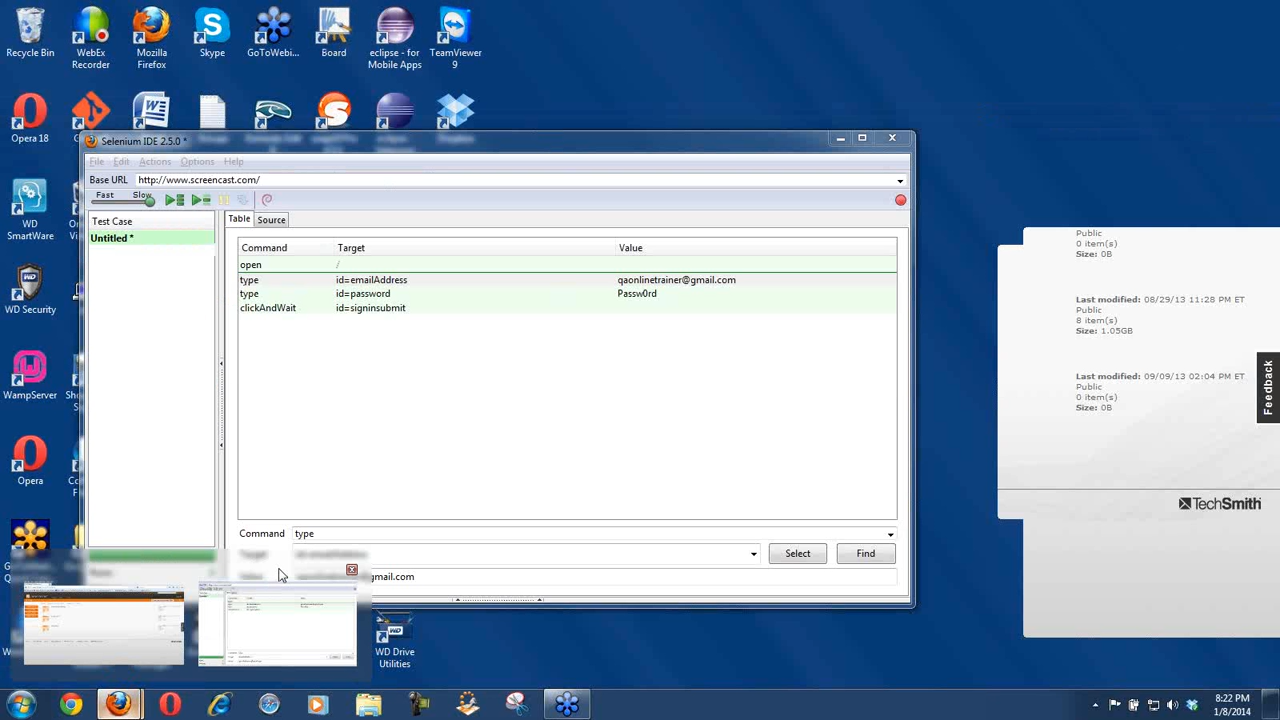 Recycle Bin
WebEx Recorder
Mozilla Firefox
Skype
GoToWebi...
Board
eclipse - for Mobile Apps
TeamViewer 9
Opera 18
Selenium IDE 2.5.0 *
File Edit Actions Options Help
Base URL http://www.screencast.com/
Fast Slow
Test Case
Table Source
Untitled *
Command Target Value
open /
type id=emailAddress qaonlinetrainer@gmail.com
type id=password Passw0rd
clickAndWait id=signinsubmit
Command type
Select Find
gmail.com
WD SmartWare
WD Security
WampServer
Opera
WD Drive Utilities
Public
0 item(s)
Size: 0B
Last modified: 08/29/13 11:28 PM ET
Public
8 item(s)
Size: 1.05GB
Last modified: 09/09/13 02:04 PM ET
Public
0 item(s)
Size: 0B
Feedback
TechSmith
8:22 PM
1/8/2014